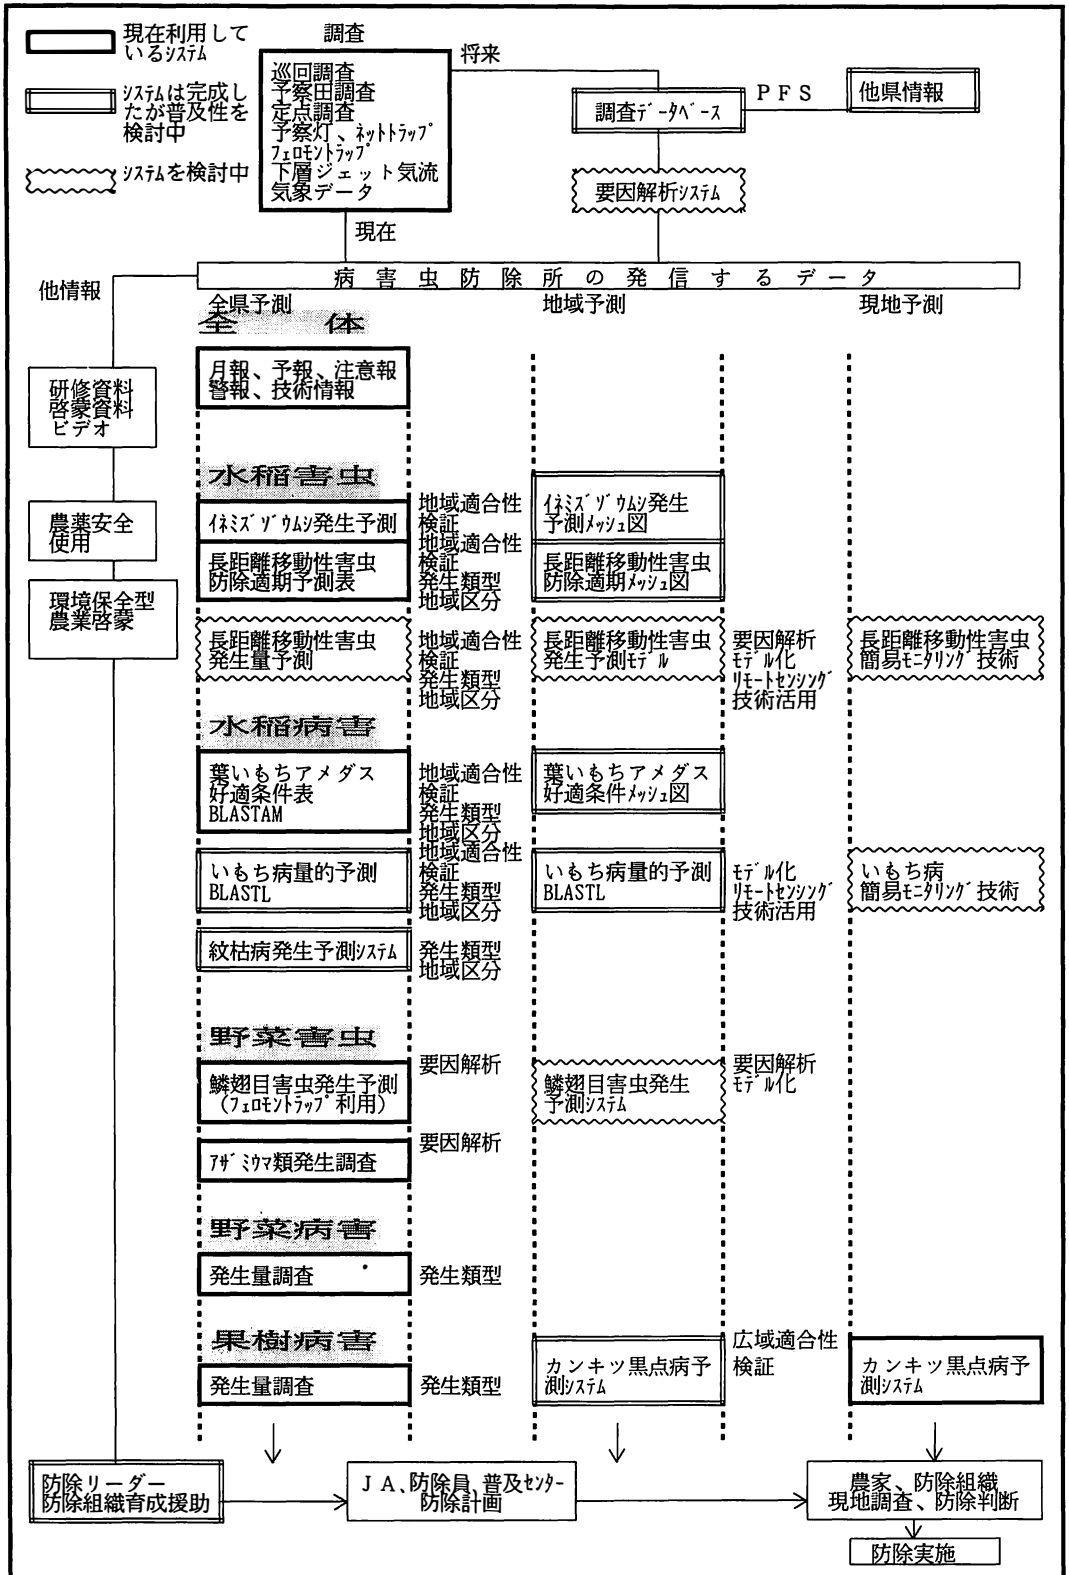 現在利用して
いるｼｽﾃﾑ
ｼｽﾃﾑは完成し
たが普及性を
検討中
ｼｽﾃﾑを検討中
調査
巡回調査
予察田調査
定点調査
予察灯、ﾈｯﾄﾄﾗｯﾌﾟ
ﾌｪﾛﾓﾝﾄﾗｯﾌﾟ
下層ジェット気流
気象データ
将来
調査ﾃﾞｰﾀﾍﾞｰｽ
ＰＦＳ
他県情報
要因解析ｼｽﾃﾑ
現在
病害虫防除所の発信するデータ
他情報
全県予測
地域予測
現地予測
全体
月報、予報、注意報
警報、技術情報
研修資料
啓蒙資料
ビデオ
農薬安全
使用
環境保全型
農業啓蒙
水稲害虫
ｲﾈﾐｽﾞｿﾞｳﾑｼ発生予測
地域適合性
検証
ｲﾈﾐｽﾞｿﾞｳﾑｼ発生
予測ﾒｯｼｭ図
長距離移動性害虫
防除適期予測表
地域適合性
検証
発生類型
地域区分
長距離移動性害虫
防除適期ﾒｯｼｭ図
長距離移動性害虫
発生量予測
地域適合性
検証
発生類型
地域区分
長距離移動性害虫
発生予測ﾓﾃﾞﾙ
要因解析
ﾓﾃﾞﾙ化
ﾘﾓｰﾄｾﾝｼﾝｸﾞ
技術活用
長距離移動性害虫
簡易ﾓﾆﾀﾘﾝｸﾞ技術
水稲病害
葉いもちアメダス
好適条件表
BLASTAM
地域適合性
検証
発生類型
地域区分
葉いもちアメダス
好適条件ﾒｯｼｭ図
いもち病量的予測
BLASTL
地域適合性
検証
発生類型
地域区分
いもち病量的予測
BLASTL
ﾓﾃﾞﾙ化
ﾘﾓｰﾄｾﾝｼﾝｸﾞ
技術活用
いもち病
簡易ﾓﾆﾀﾘﾝｸﾞ技術
紋枯病発生予測ｼｽﾃﾑ
発生類型
地域区分
野菜害虫
鱗翅目害虫発生予測
（ﾌｪﾛﾓﾝﾄﾗｯﾌﾟ利用）
要因解析
鱗翅目害虫発生
予測ｼｽﾃﾑ
要因解析
ﾓﾃﾞﾙ化
ｱｻﾞﾐｳﾏ類発生調査
要因解析
野菜病害
発生量調査
発生類型
果樹病害
発生量調査
発生類型
カンキツ黒点病予
測ｼｽﾃﾑ
広域適合性
検証
カンキツ黒点病予
測ｼｽﾃﾑ
防除リーダー
防除組織育成援助
ＪＡ、防除員、普及ｾﾝﾀｰ
防除計画
農家、防除組織
現地調査、防除判断
防除実施